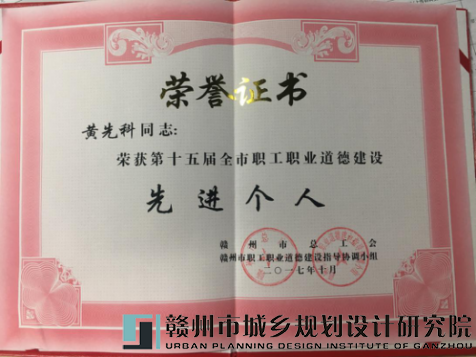 荣誉证书
黄先科同志:
荣获第十五届全市职工职业道德建设
先进个人
赣州市总工会
赣州市职工职业道德建设指导协调小组
二〇一七年十月
赣州市城乡规划设计研究院
URBAN PLANNING DESIGN INSTITUTE OF GANZHOU